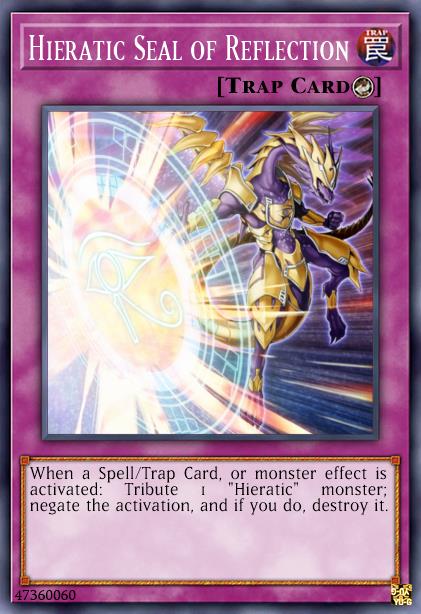 HIERATIC SEAL OF REFLECTION
TRAP
罠
[TRAP CARD]
When a Spell/Trap Card, or monster effect is
activated: Tribute 1 "Hieratic" monster;
negate the activation, and if you do, destroy it.
47360060